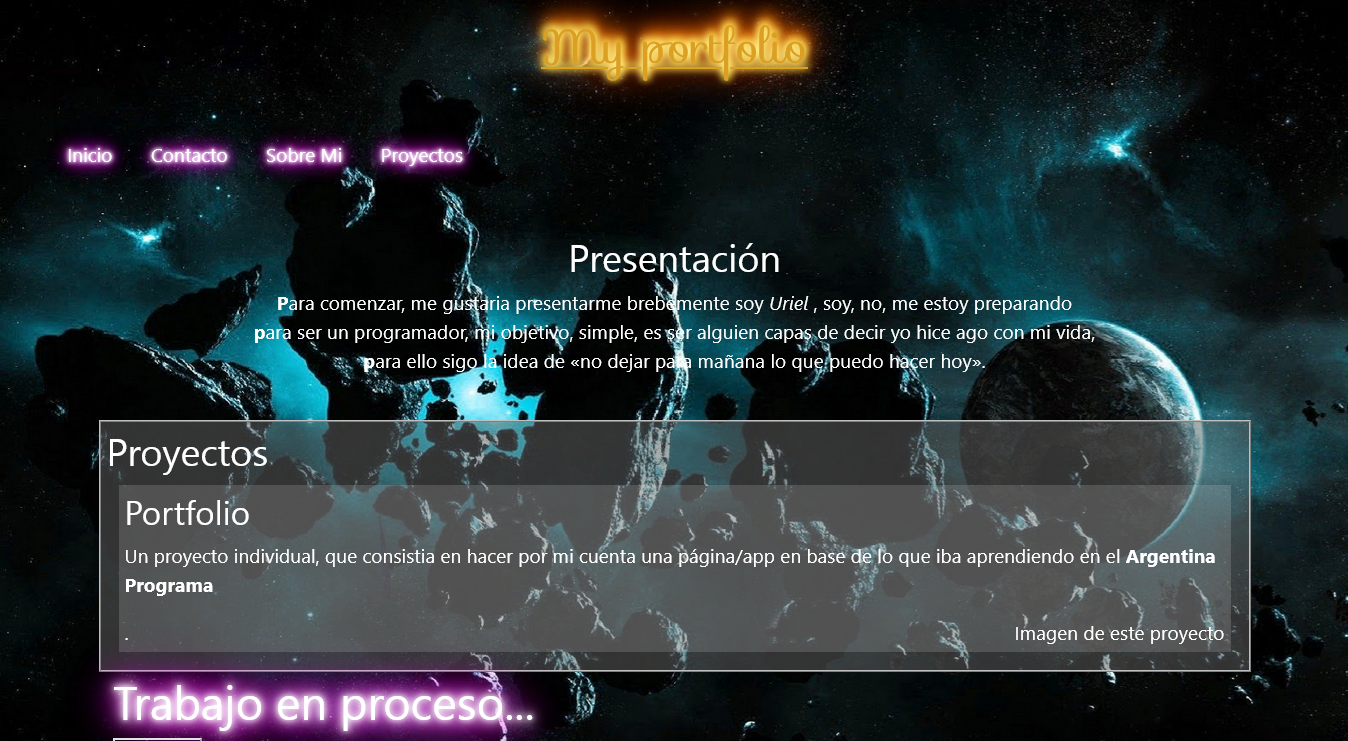 My portfolio
Inicio Contacto Sobre Mi Proyectos
Presentación
Para comenzar, me gustaria presentarme brebemente soy Uriel , soy, no, me estoy preparando
para ser un programador, mi objetivo, simple, es ser alguien capas de decir yo hice ago con mi vida,
para ello sigo la idea de «no dejar para mañana lo que puedo hacer hoy».
Proyectos
Portfolio
Un proyecto individual, que consistia en hacer por mi cuenta una página/app en base de lo que iba aprendiendo en el Argentina
Programa
. Imagen de este proyecto
Trabajo en proceso...